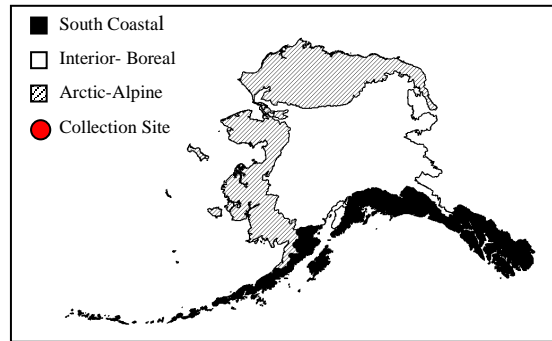 South Coastal
Interior- Boreal
Arctic-Alpine
Collection Site